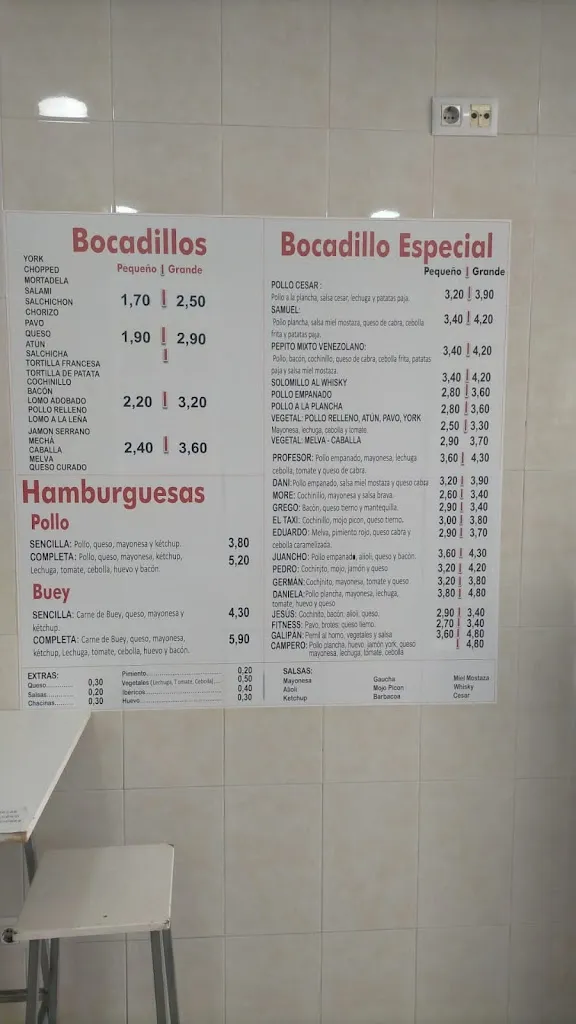 Bocadillos
Pequeño Grande
YORK
CHOPPED
MORTADELA
SALAMI
SALCHICHON
CHORIZO
1,70 2,50
PAVO
QUESO
ATÚN
SALCHICHA
TORTILLA FRANCESA
TORTILLA DE PATATA
1,90 2,90
COCHINILLO
BACÓN
LOMO ADOBADO
POLLO RELLENO
LOMO A LA LEÑA
2,20 3,20
JAMON SERRANO
MECHÁ
CABALLA
MELVA
QUESO CURADO
2,40 3,60
Hamburguesas
Pollo
SENCILLA: Pollo, queso, mayonesa y kétchup. 3,80
COMPLETA: Pollo, queso, mayonesa, kétchup, 5,20
Lechuga, tomate, cebolla, huevo y bacón.
Buey
SENCILLA: Carne de Buey, queso, mayonesa y 4,30
kétchup.
COMPLETA: Carne de Buey, queso, mayonesa, 5,90
kétchup, Lechuga, tomate, cebolla, huevo y bacón.
Bocadillo Especial
Pequeño Grande
POLLO CESAR:
Pollo a la plancha, salsa cesar, lechuga y patatas paja. 3,20 3,90
SAMUEL:
Pollo plancha, salsa miel mostaza, queso de cabra, cebolla 3,40 4,20
frita y patatas paja.
PEPITO MIXTO VENEZOLANO:
Pollo, bacón, cochinillo, queso de cabra, cebolla frita, patatas 3,40 4,20
paja y salsa miel mostaza.
SOLOMILLO AL WHISKY 3,40 4,20
POLLO EMPANADO 2,80 3,60
POLLO A LA PLANCHA 2,80 3,60
VEGETAL: POLLO RELLENO, ATÚN, PAVO, YORK
Mayonesa, lechuga, cebolla y tomate. 2,50 3,30
VEGETAL: MELVA - CABALLA 2,90 3,70
PROFESOR: Pollo empanado, mayonesa, lechuga 3,60 4,30
cebolla, tomate y queso de cabra.
DANI: Pollo empanado, salsa miel mostaza y queso cabra 3,20 3,90
MORE: Cochinillo, mayonesa y salsa brava. 2,60 3,40
GREGO: Bacón, queso tierno y mantequilla. 2,90 3,40
EL TAXI: Cochinillo, mojo picon, queso tierno. 3,00 3,80
EDUARDO: Melva, pimiento rojo, queso cabra y 2,90 3,70
cebolla caramelizada.
JUANCHO: Pollo empanado, alioli, queso y bacón. 3,60 4,30
PEDRO: Cochinito, mojo, jamón y queso 3,20 4,20
GERMÁN: Cochinito, mayonesa, tomate y queso 3,20 3,80
DANIELA: Pollo plancha, mayonesa, lechuga, 3,80 4,80
tomate, huevo y queso
JESÚS: Cochinito, bacón, alioli, queso. 2,90 3,40
FITNESS: Pavo, brotes, queso tierno. 2,70 3,40
GALIPAN: Pernil al horno, vegetales y salsa 3,60 4,80
CAMPERO: Pollo plancha, huevo, jamón york, queso 4,80
mayonesa, lechuga, tomate, cebolla
EXTRAS:
Queso........ 0,30
Salsas........ 0,20
Chacinas........ 0,30
Pimiento........ 0,20
Vegetales (Lechuga, Tomate, Cebolla)..... 0,50
Ibéricos........ 0,40
Huevo........ 0,30
SALSAS:
Mayonesa Gaucha Miel Mostaza
Alioli Mojo Picon Whisky
Ketchup Barbacoa Cesar